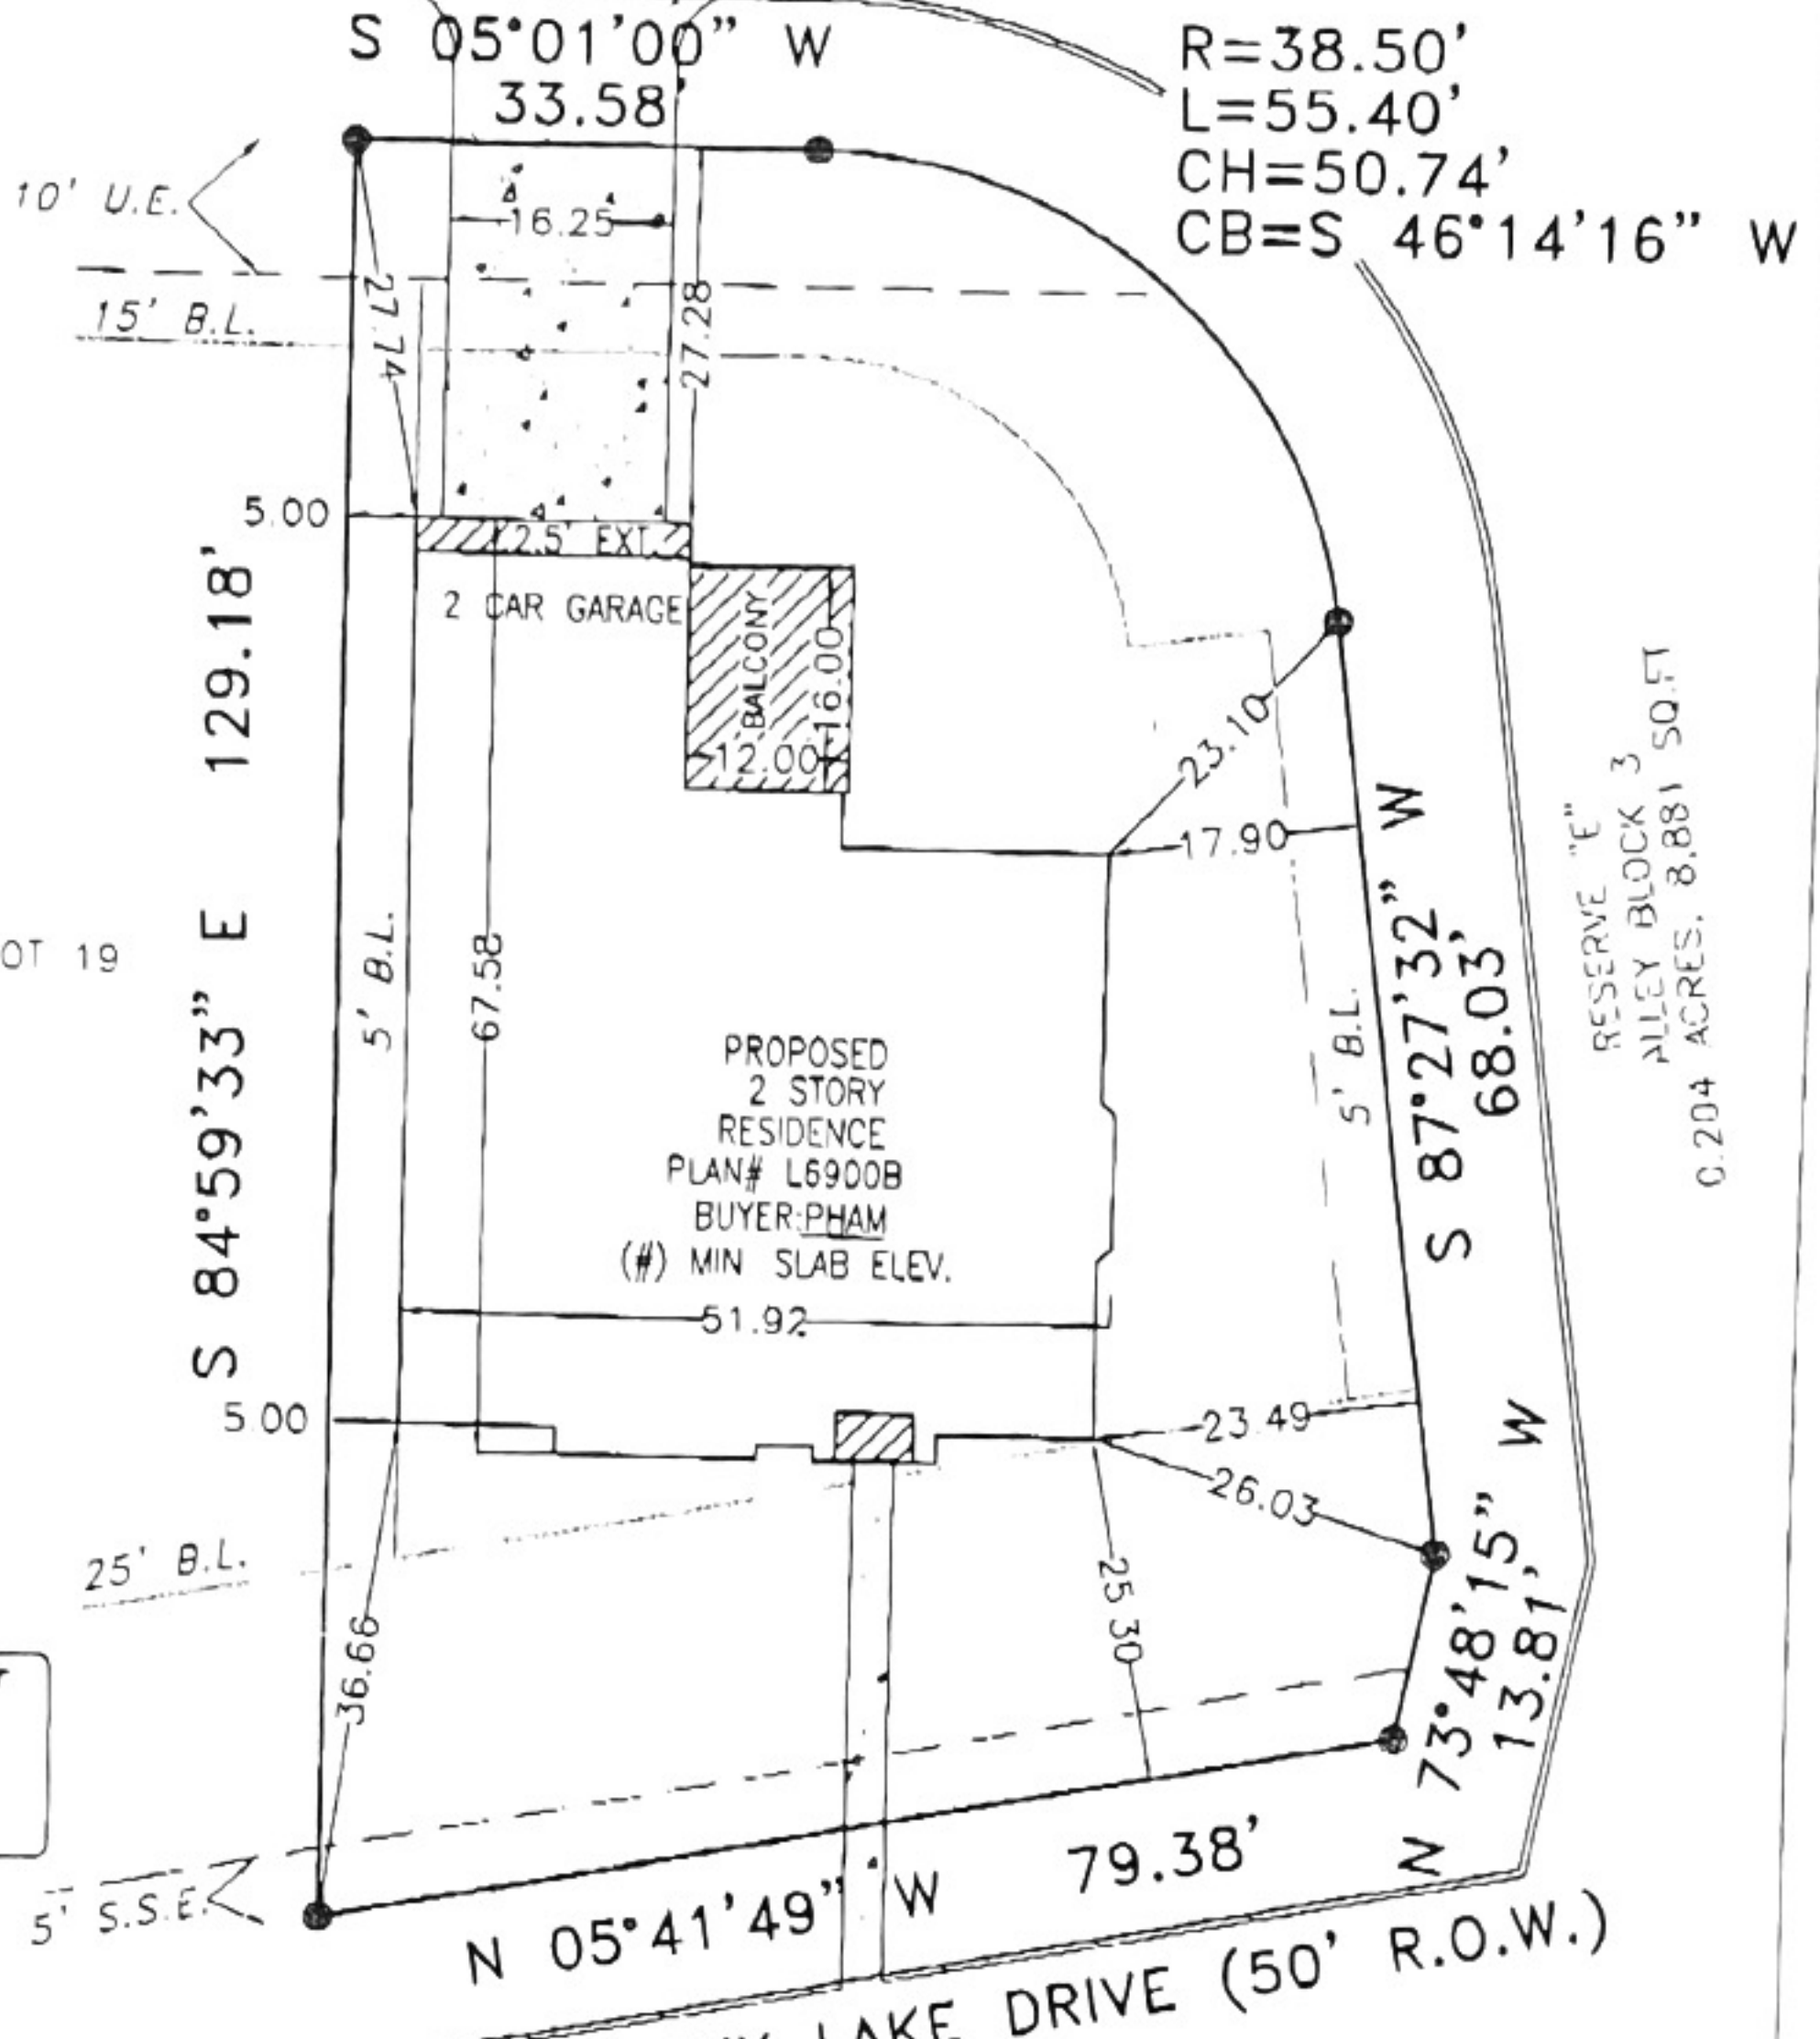 S 05°01'00" W
33.58'
R=38.50'
L=55.40'
CH=50.74'
CB=S 46°14'16" W
10' U.E.
16.25
15' B.L.
27.74
27.28
5.00
2.5' EXT.
2 CAR GARAGE
BALCONY
16.00
12.00
S 84°59'33" E 129.18'
23.10
17.90
S 87°27'32" W
68.03'
RESERVE "E"
ALLEY BLOCK 3
0.204 ACRES. 8,881 SQ.FT
OT 19
5' B.L.
67.58
5' B.L.
PROPOSED
2 STORY
RESIDENCE
PLAN# L6900B
BUYER:PHAM
(#) MIN SLAB ELEV.
51.92
5.00
23.49
26.03
25' B.L.
25.30
36.66
N 73°48'15" W
13.81'
5' S.S.E.
N 05°41'49" W 79.38'
LAKE DRIVE (50' R.O.W.)